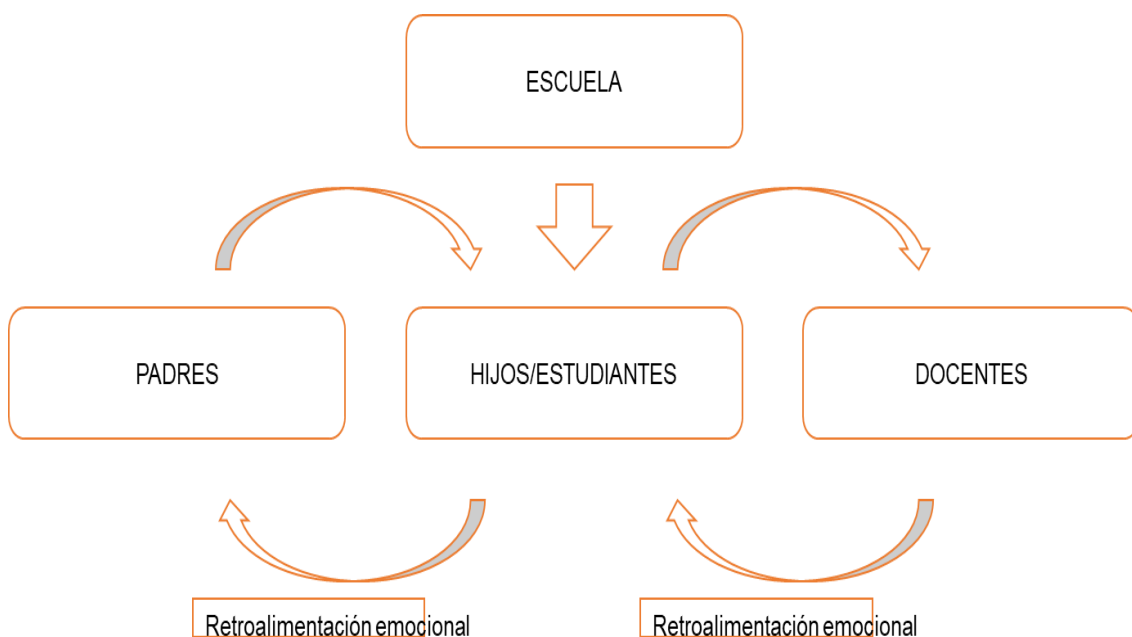 ESCUELA
PADRES
HIJOS/ESTUDIANTES
DOCENTES
Retroalimentación emocional
Retroalimentación emocional